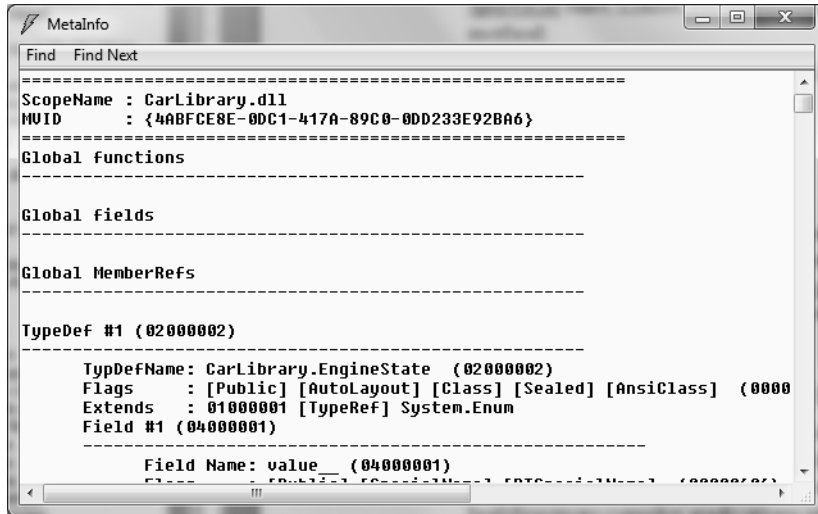 MetaInfo
Find Find Next
===========================================================
ScopeName : CarLibrary.dll
MVID      : {4ABFCE8E-0DC1-417A-89C0-0DD233E92BA6}
===========================================================
Global functions
-------------------------------------------------------
Global fields
-------------------------------------------------------
Global MemberRefs
-------------------------------------------------------
TypeDef #1 (02000002)
-------------------------------------------------------
TypDefName: CarLibrary.EngineState  (02000002)
Flags     : [Public] [AutoLayout] [Class] [Sealed] [AnsiClass]  (0000
Extends   : 01000001 [TypeRef] System.Enum
Field #1 (04000001)
-------------------------------------------------------
Field Name: value__ (04000001)